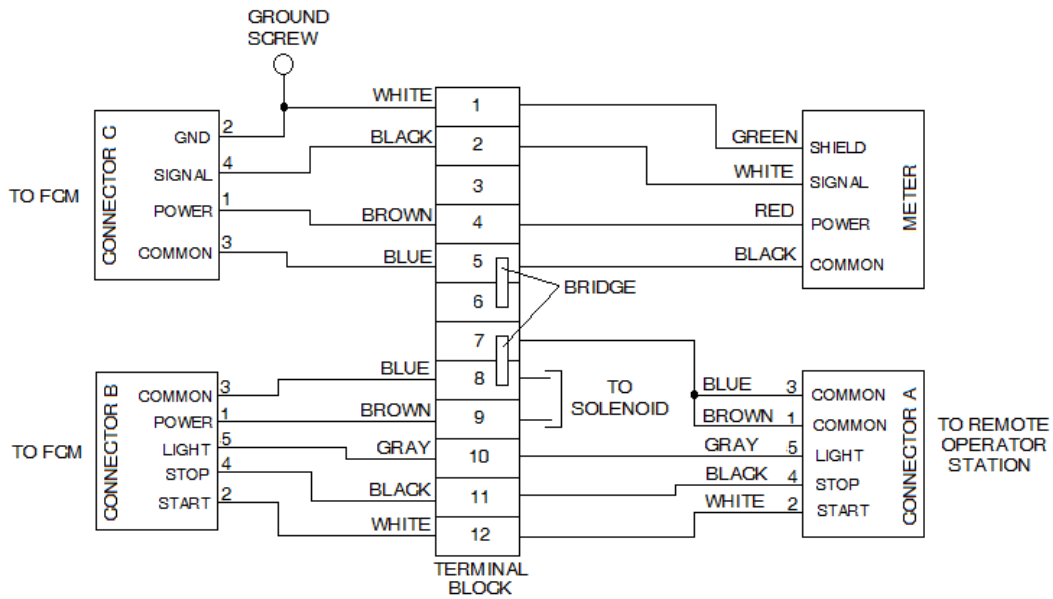 GROUND
SCREW
TO FCM
CONNECTOR C
GND 2
SIGNAL 4
POWER 1
COMMON 3
WHITE
BLACK
BROWN
BLUE
1
2
3
4
5
6
7
8
9
10
11
12
TERMINAL
BLOCK
BRIDGE
GREEN
WHITE
RED
BLACK
SHIELD
SIGNAL
POWER
COMMON
METER
TO FCM
CONNECTOR B
COMMON 3
POWER 1
LIGHT 5
STOP 4
START 2
BLUE
BROWN
GRAY
BLACK
WHITE
TO
SOLENOID
BLUE 3 COMMON
BROWN 1 COMMON
GRAY 5 LIGHT
BLACK 4 STOP
WHITE 2 START
CONNECTOR A
TO REMOTE
OPERATOR
STATION